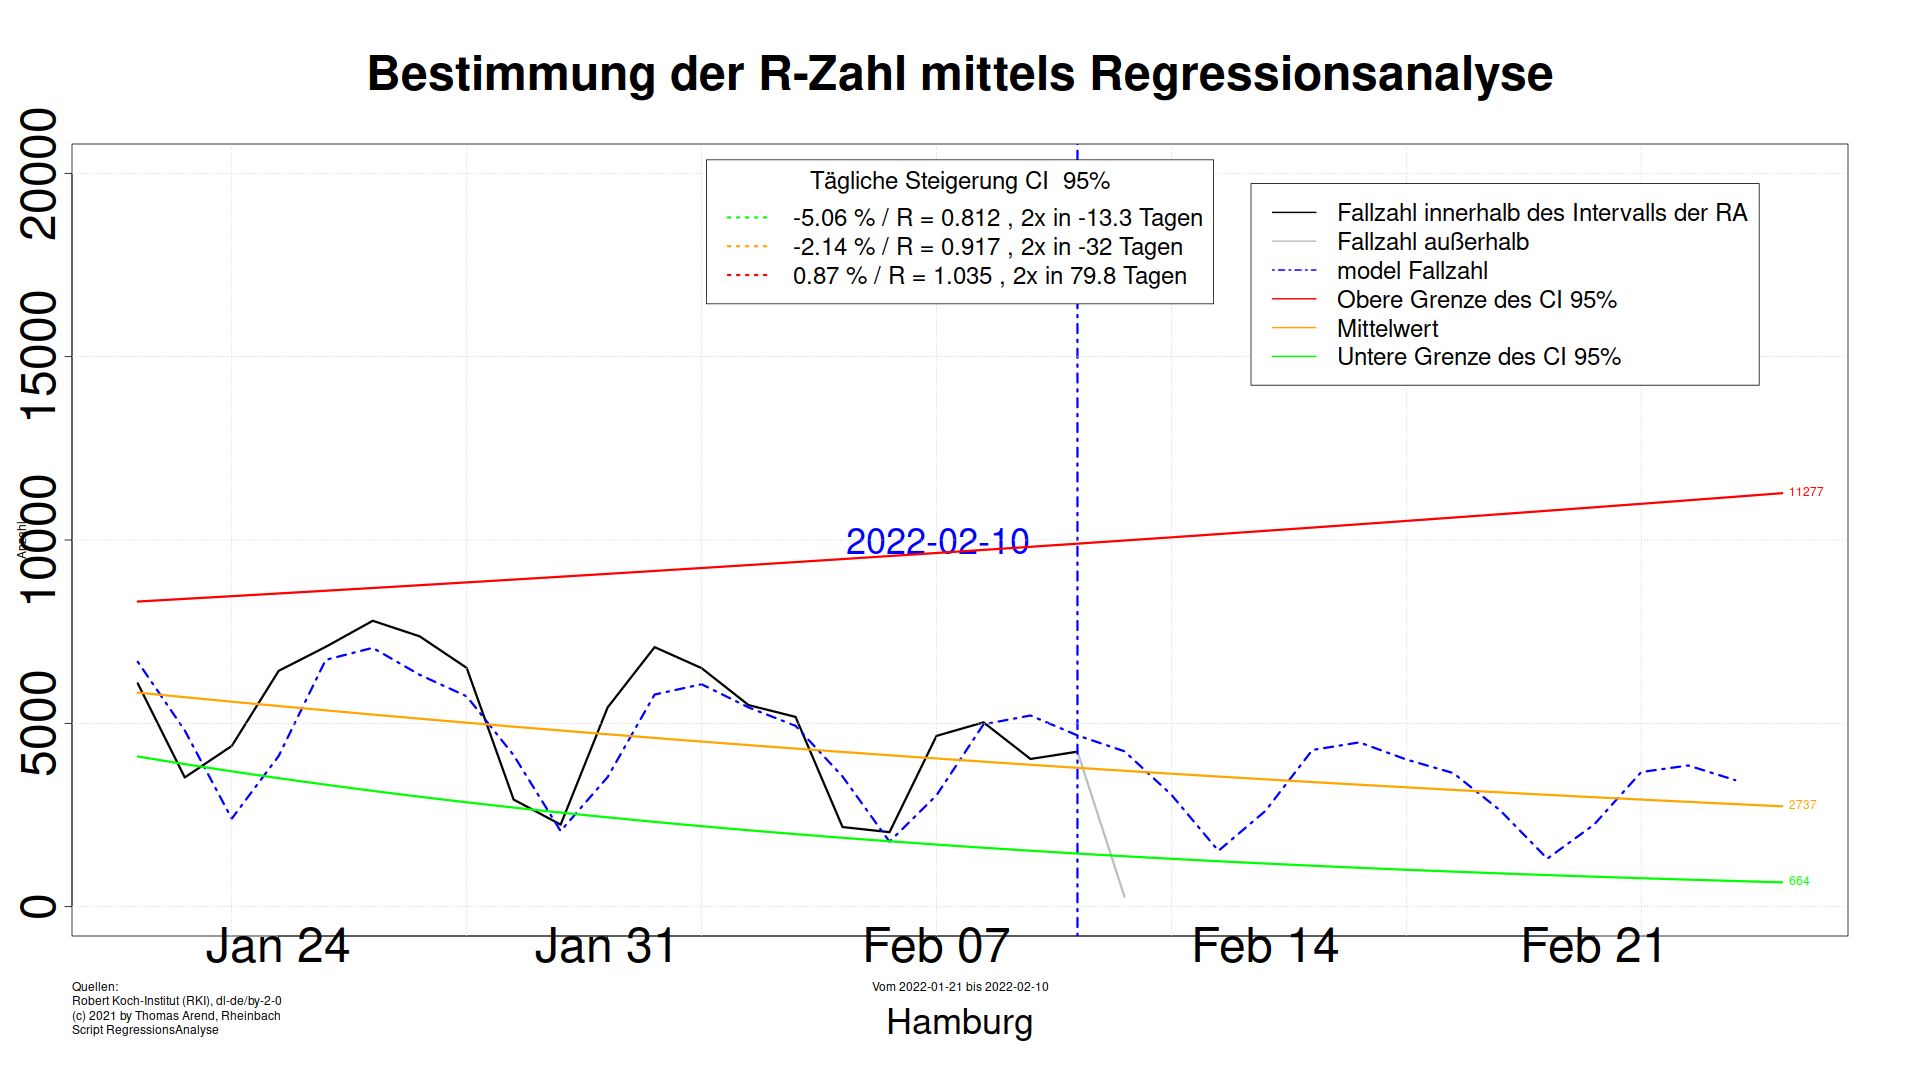 Bestimmung der R-Zahl mittels Regressionsanalyse
20000
15000
10000
5000
0
Anzahl
Tägliche Steigerung CI  95%
-5.06 % / R = 0.812 , 2x in -13.3 Tagen
-2.14 % / R = 0.917 , 2x in -32 Tagen
0.87 % / R = 1.035 , 2x in 79.8 Tagen
Fallzahl innerhalb des Intervalls der RA
Fallzahl außerhalb
model Fallzahl
Obere Grenze des CI 95%
Mittelwert
Untere Grenze des CI 95%
2022-02-10
11277
2737
664
Jan 24
Jan 31
Feb 07
Feb 14
Feb 21
Quellen:
Robert Koch-Institut (RKI), dl-de/by-2-0
(c) 2021 by Thomas Arend, Rheinbach
Script RegressionsAnalyse
Vom 2022-01-21 bis 2022-02-10
Hamburg